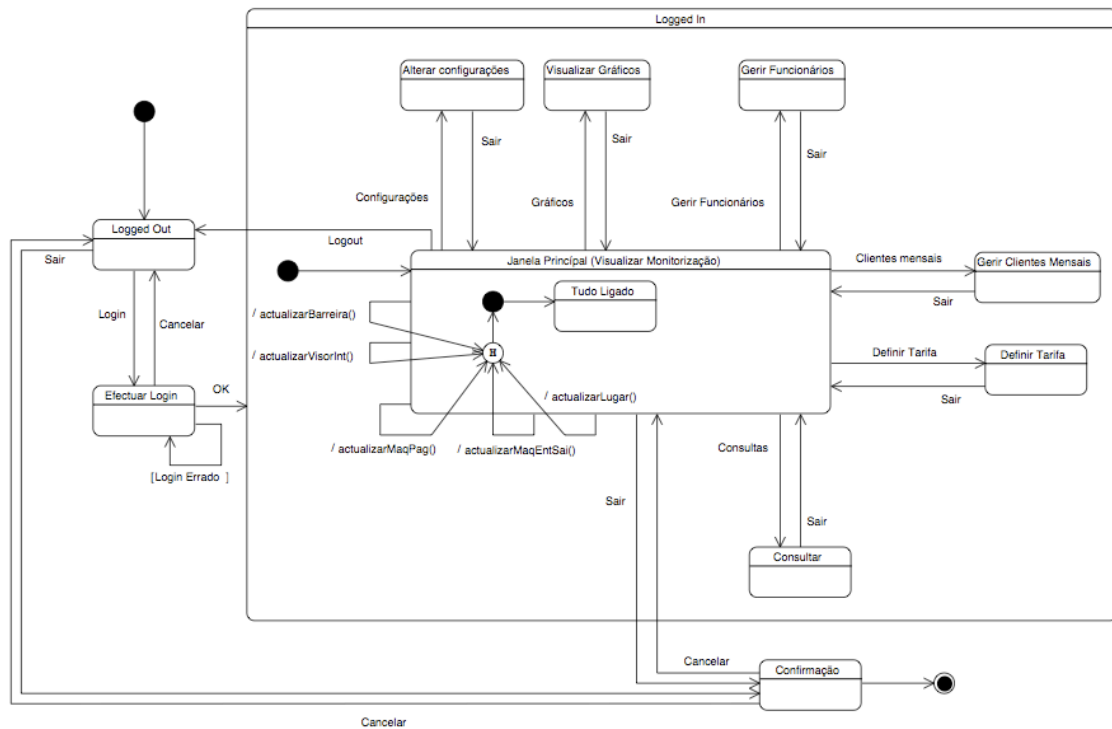 Logged In
Alterar configurações
Visualizar Gráficos
Gerir Funcionários
Sair
Sair
Sair
Configurações
Gráficos
Gerir Funcionários
Logged Out
Logout
Sair
Janela Princípal (Visualizar Monitorização)
Clientes mensais
Gerir Clientes Mensais
Sair
Tudo Ligado
/ actualizarBarreira()
Login
Cancelar
/ actualizarVisorInt()
H
Definir Tarifa
Definir Tarifa
Sair
Efectuar Login
OK
/ actualizarLugar()
/ actualizarMaqPag()
/ actualizarMaqEntSai()
Consultas
[Login Errado ]
Sair
Sair
Consultar
Cancelar
Confirmação
Cancelar